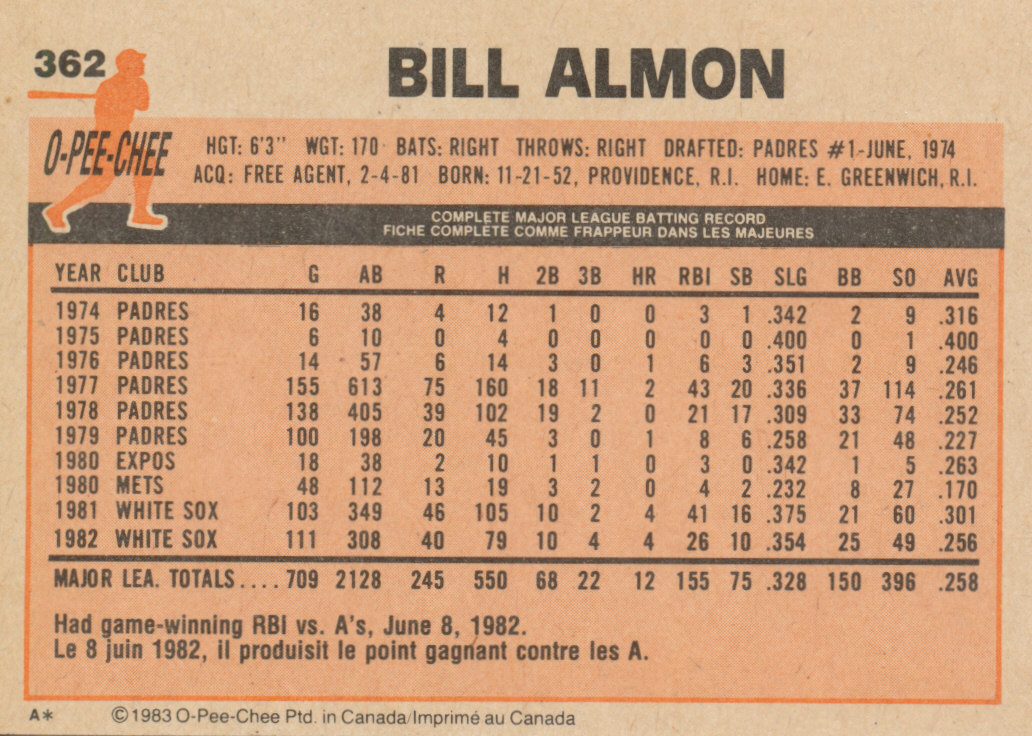 362
BILL ALMON
O-PEE-CHEE
HGT: 6'3" WGT: 170 BATS: RIGHT THROWS: RIGHT DRAFTED: PADRES #1-JUNE, 1974
ACQ: FREE AGENT, 2-4-81 BORN: 11-21-52, PROVIDENCE, R.I. HOME: E. GREENWICH, R.I.
COMPLETE MAJOR LEAGUE BATTING RECORD
FICHE COMPLÈTE COMME FRAPPEUR DANS LES MAJEURES
YEAR CLUB G AB R H 2B 3B HR RBI SB SLG BB SO AVG
1974 PADRES 16 38 4 12 1 0 0 3 1 .342 2 9 .316
1975 PADRES 6 10 0 4 0 0 0 0 0 .400 0 1 .400
1976 PADRES 14 57 6 14 3 0 1 6 3 .351 2 9 .246
1977 PADRES 155 613 75 160 18 11 2 43 20 .336 37 114 .261
1978 PADRES 138 405 39 102 19 2 0 21 17 .309 33 74 .252
1979 PADRES 100 198 20 45 3 0 1 8 6 .258 21 48 .227
1980 EXPOS 18 38 2 10 1 1 0 3 0 .342 1 5 .263
1980 METS 48 112 13 19 3 2 0 4 2 .232 8 27 .170
1981 WHITE SOX 103 349 46 105 10 2 4 41 16 .375 21 60 .301
1982 WHITE SOX 111 308 40 79 10 4 4 26 10 .354 25 49 .256
MAJOR LEA. TOTALS.... 709 2128 245 550 68 22 12 155 75 .328 150 396 .258
Had game-winning RBI vs. A's, June 8, 1982.
Le 8 juin 1982, il produisit le point gagnant contre les A.
A* ©1983 O-Pee-Chee Ptd. in Canada/Imprimé au Canada